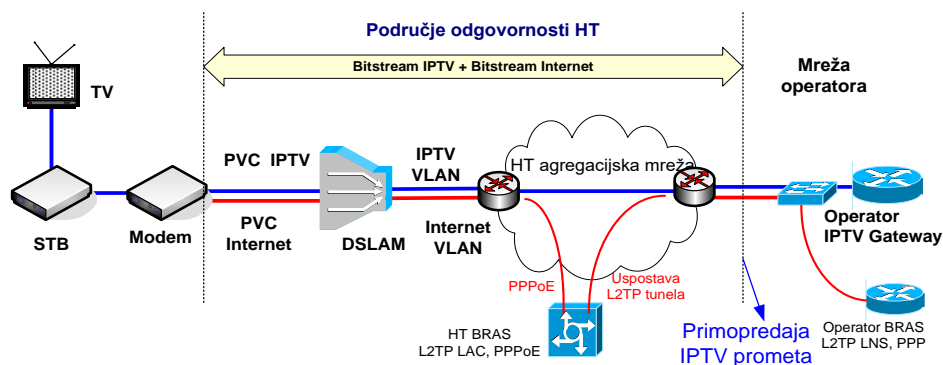 Područje odgovornosti HT
Bitstream IPTV + Bitstream Internet
Mreža
operatora
TV
PVC IPTV
IPTV
VLAN
HT agregacijska mreža
STB
Modem
PVC
Internet
DSLAM
Internet
VLAN
Operator
IPTV Gateway
PPPoE
Uspostava
L2TP tunela
HT BRAS
L2TP LAC, PPPoE
Primopredaja
IPTV prometa
Operator BRAS
L2TP LNS, PPP